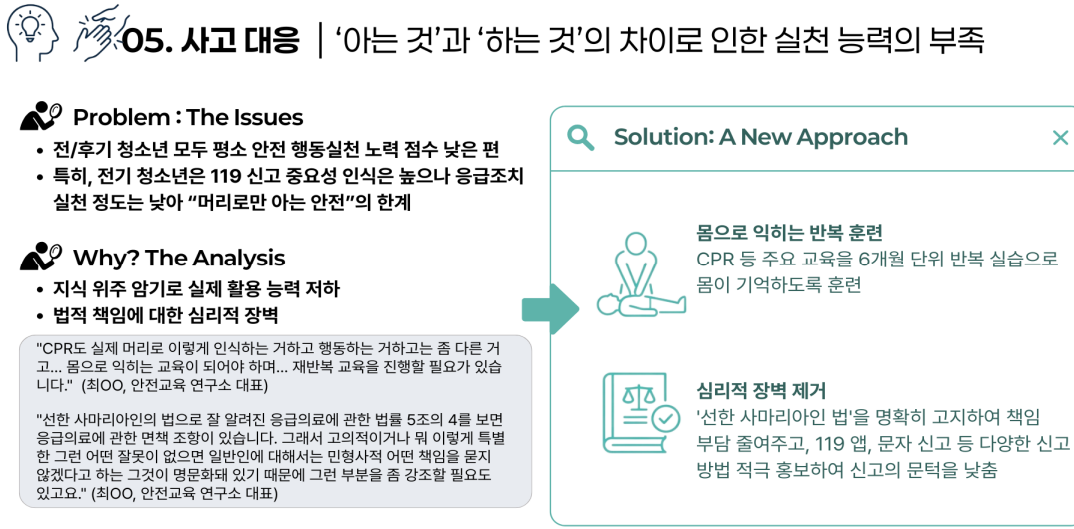 05. 사고 대응 | ‘아는 것’과 ‘하는 것’의 차이로 인한 실천 능력의 부족
Problem : The Issues
• 전/후기 청소년 모두 평소 안전 행동실천 노력 점수 낮은 편
• 특히, 전기 청소년은 119 신고 중요성 인식은 높으나 응급조치
실천 정도는 낮아 “머리로만 아는 안전”의 한계
Why? The Analysis
• 지식 위주 암기로 실제 활용 능력 저하
• 법적 책임에 대한 심리적 장벽
"CPR도 실제 머리로 이렇게 인식하는 거하고 행동하는 거하고는 좀 다른 거
고... 몸으로 익히는 교육이 되어야 하며... 재반복 교육을 진행할 필요가 있습
니다." (최OO, 안전교육 연구소 대표)
"선한 사마리아인의 법으로 잘 알려진 응급의료에 관한 법률 5조의 4를 보면
응급의료에 관한 면책 조항이 있습니다. 그래서 고의적이거나 뭐 이렇게 특별
한 그런 어떤 잘못이 없으면 일반인에 대해서는 민형사적 어떤 책임을 묻지
않겠다고 하는 그것이 명문화돼 있기 때문에 그런 부분을 좀 강조할 필요도
있고요." (최OO, 안전교육 연구소 대표)
Solution: A New Approach
몸으로 익히는 반복 훈련
CPR 등 주요 교육을 6개월 단위 반복 실습으로
몸이 기억하도록 훈련
심리적 장벽 제거
'선한 사마리아인 법'을 명확히 고지하여 책임
부담 줄여주고, 119 앱, 문자 신고 등 다양한 신고
방법 적극 홍보하여 신고의 문턱을 낮춤